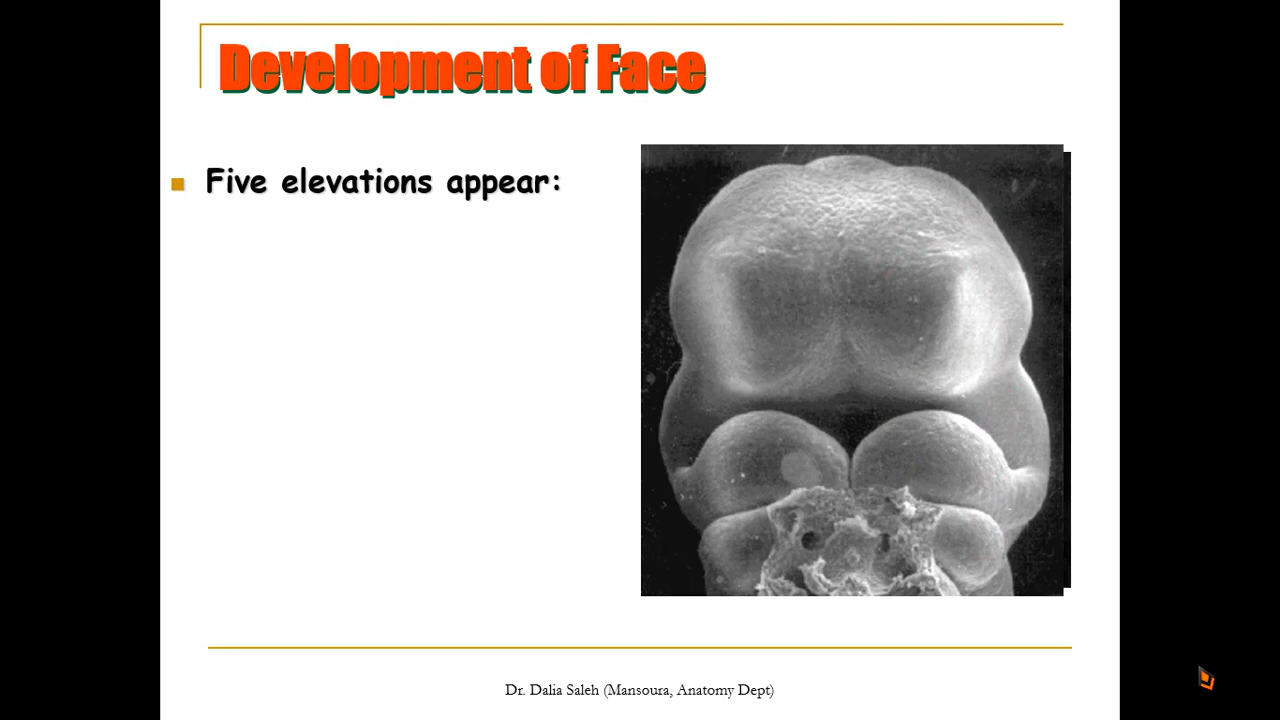 Development of Face
Five elevations appear:
Dr. Dalia Saleh (Mansoura, Anatomy Dept)